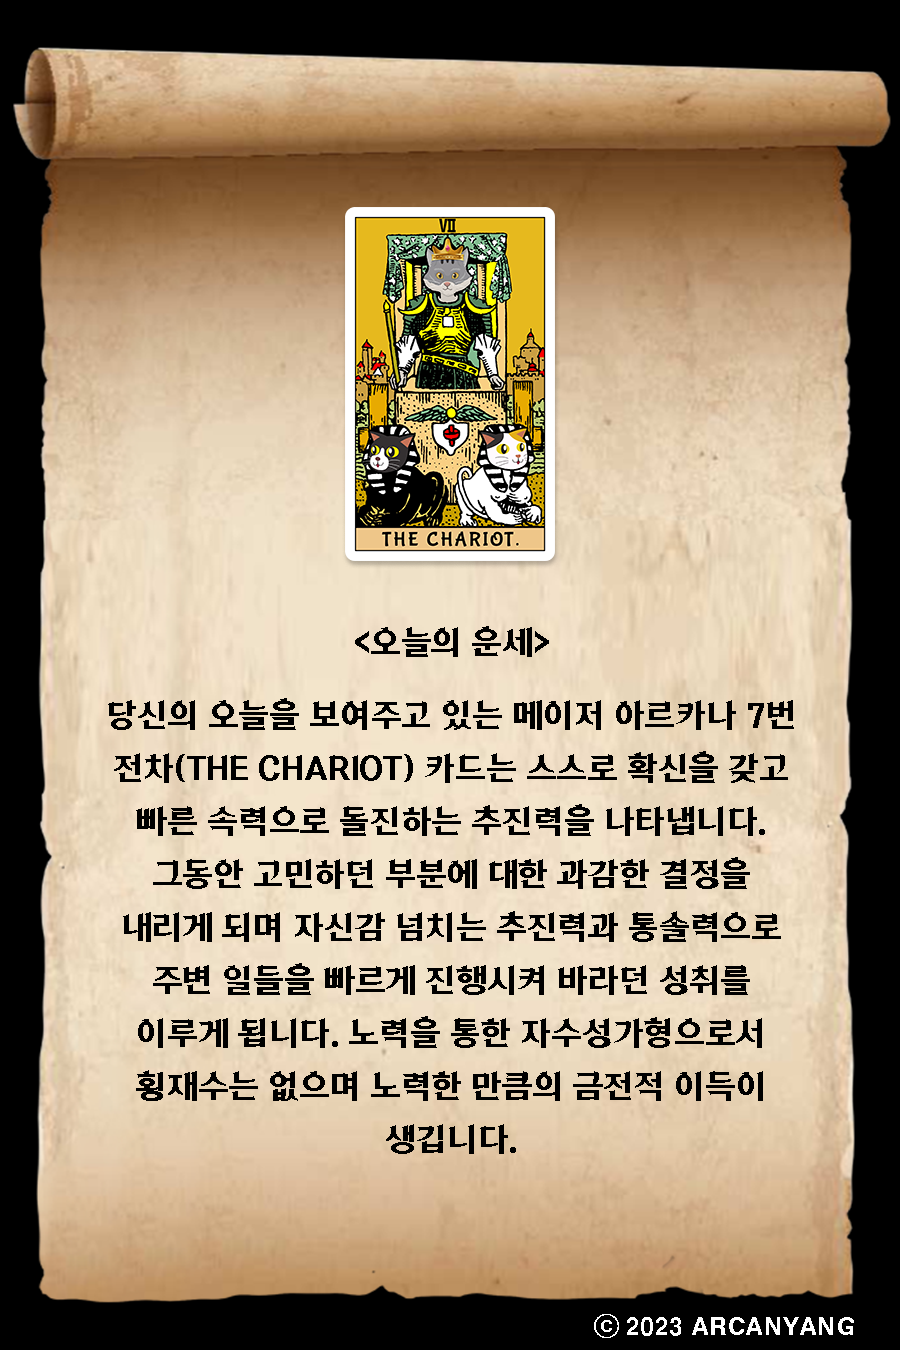 VII
THE CHARIOT.
<오늘의 운세>
당신의 오늘을 보여주고 있는 메이저 아르카나 7번
전차(THE CHARIOT) 카드는 스스로 확신을 갖고
빠른 속력으로 돌진하는 추진력을 나타냅니다.
그동안 고민하던 부분에 대한 과감한 결정을
내리게 되며 자신감 넘치는 추진력과 통솔력으로
주변 일들을 빠르게 진행시켜 바라던 성취를
이루게 됩니다. 노력을 통한 자수성가형으로서
횡재수는 없으며 노력한 만큼의 금전적 이득이
생깁니다.
ⓒ 2023 ARCANYANG